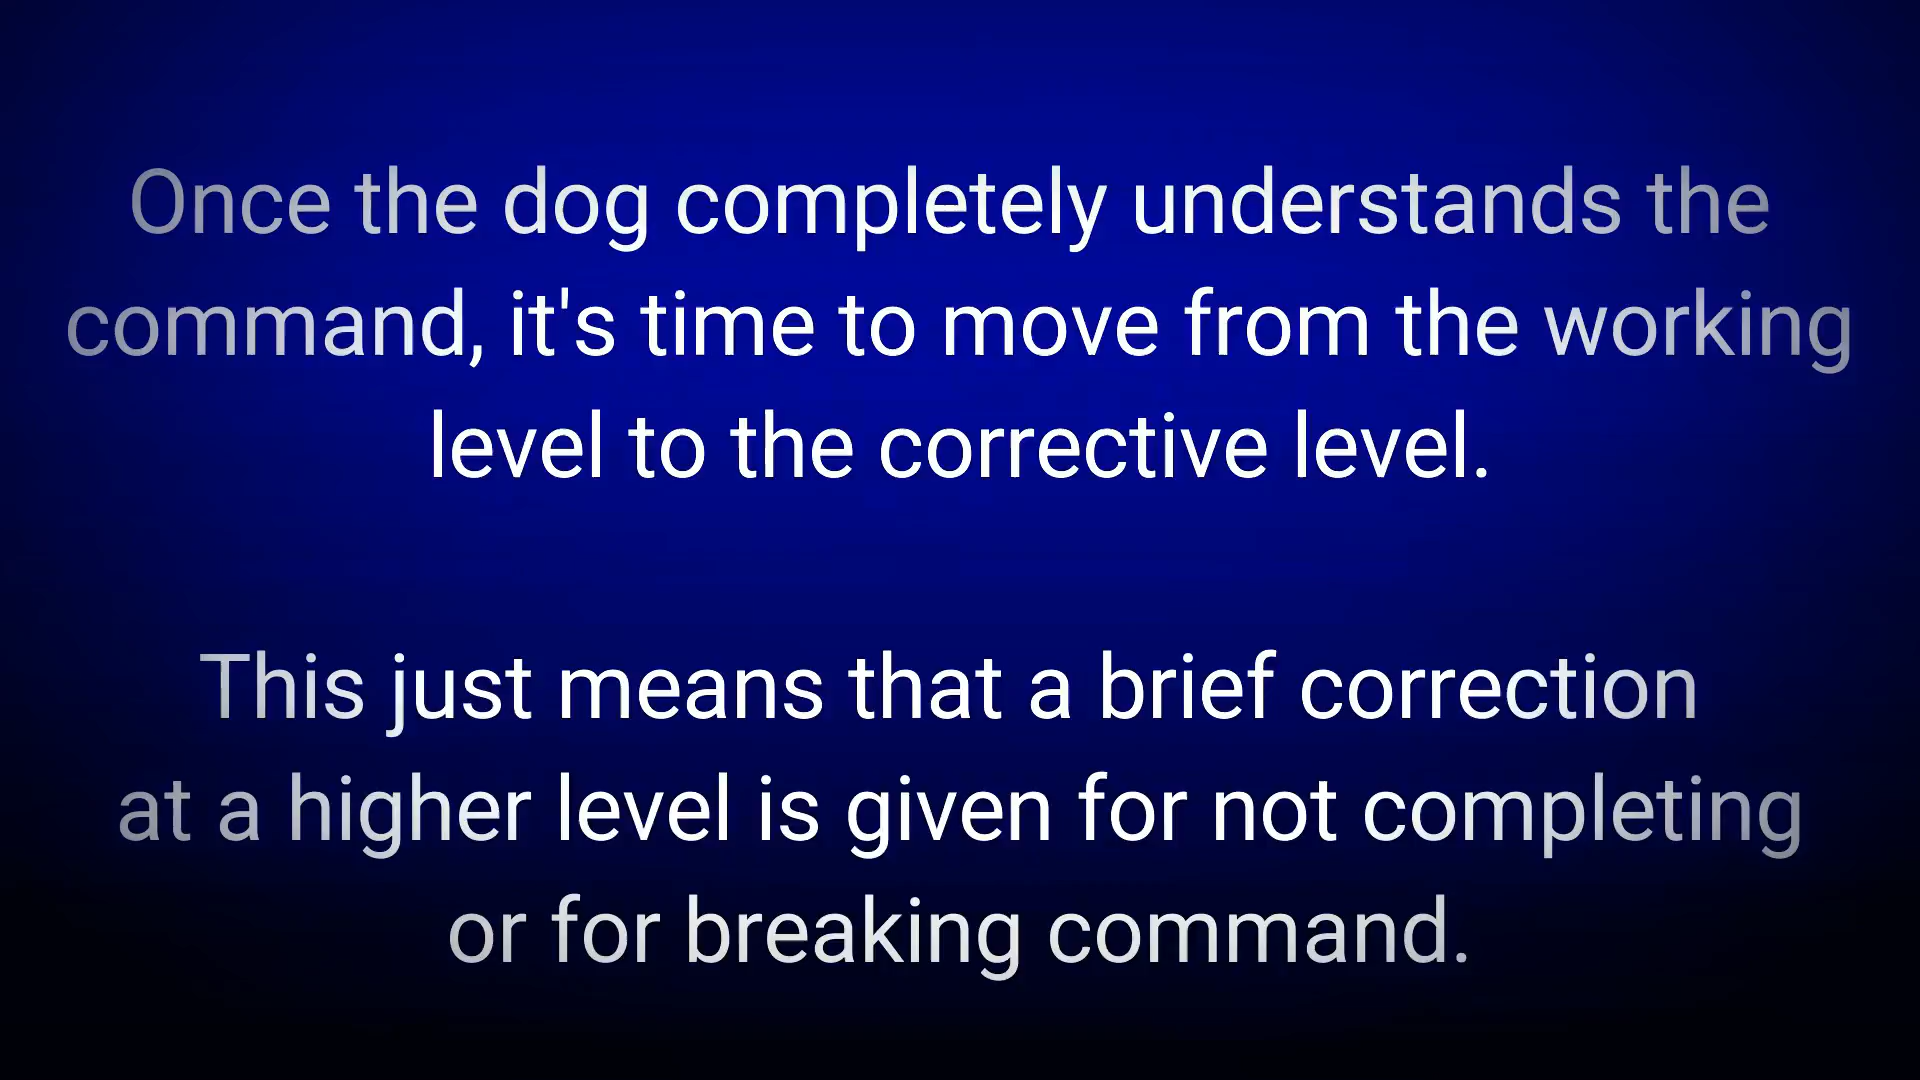 Once the dog completely understands the
command, it's time to move from the working
level to the corrective level.
This just means that a brief correction
at a higher level is given for not completing
or for breaking command.